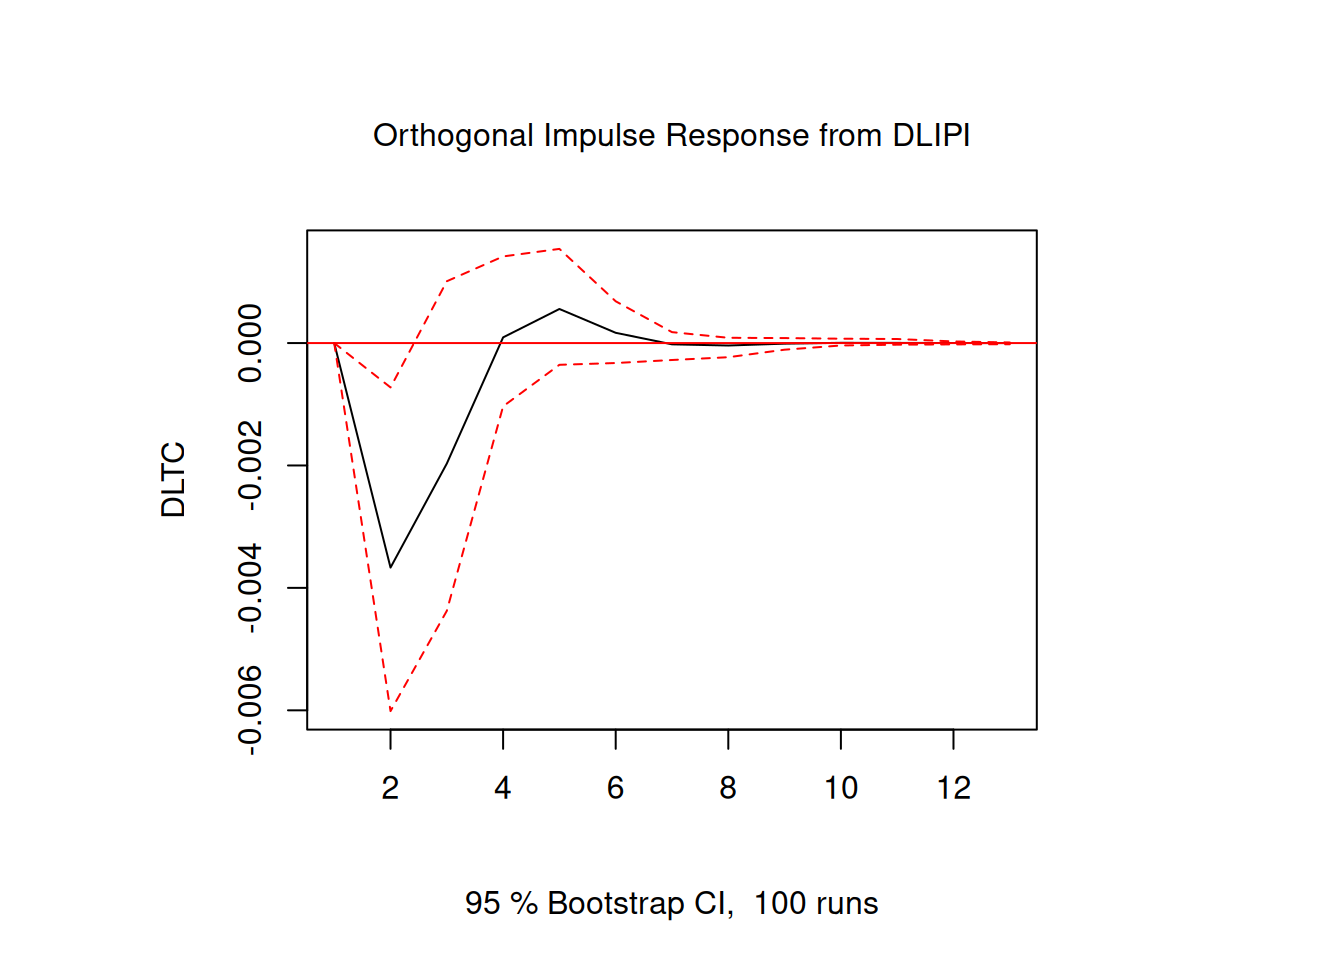 Orthogonal Impulse Response from DLIPI
DLTC
0.000
-0.002
-0.004
-0.006
2 4 6 8 10 12
95 % Bootstrap CI,  100 runs